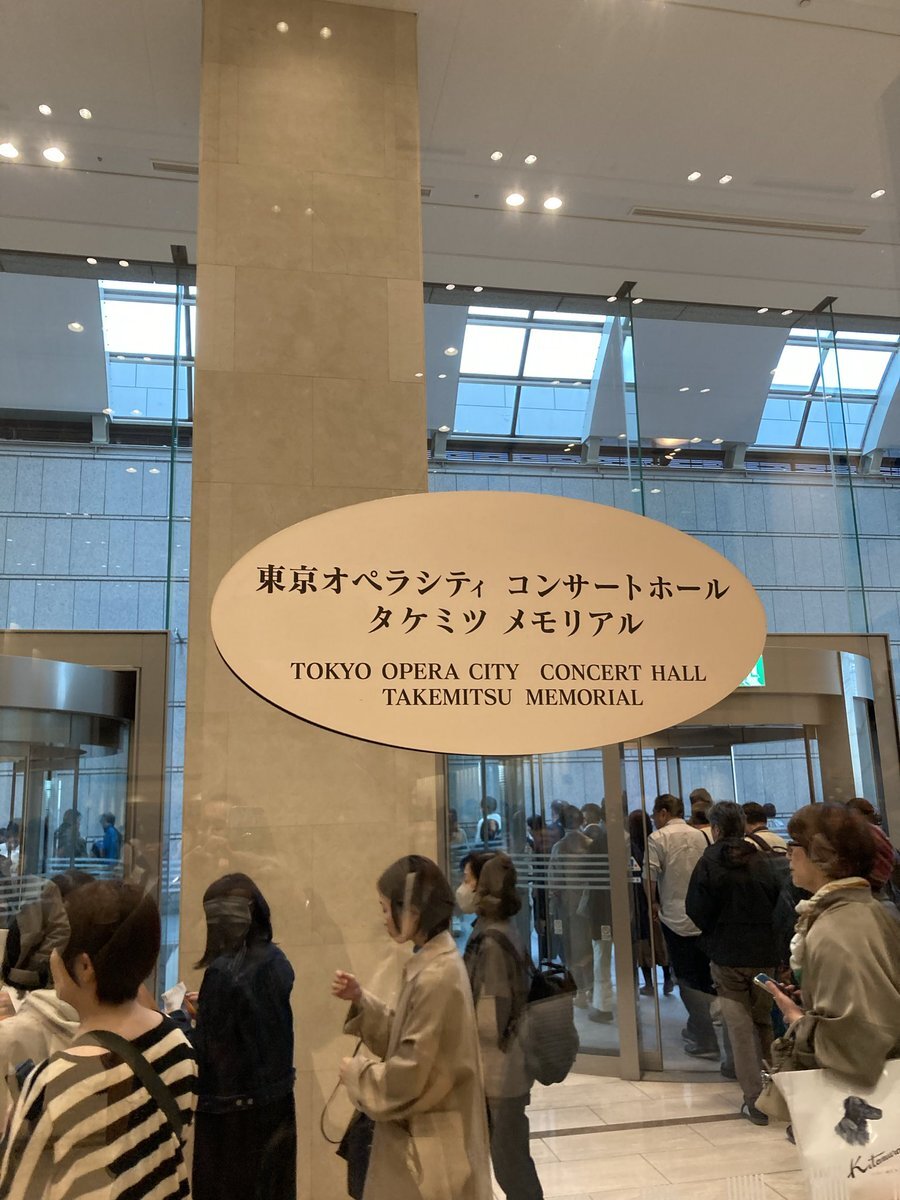 東京オペラシティ コンサートホール
タケミツ メモリアル
TOKYO OPERA CITY CONCERT HALL
TAKEMITSU MEMORIAL
Kitamura